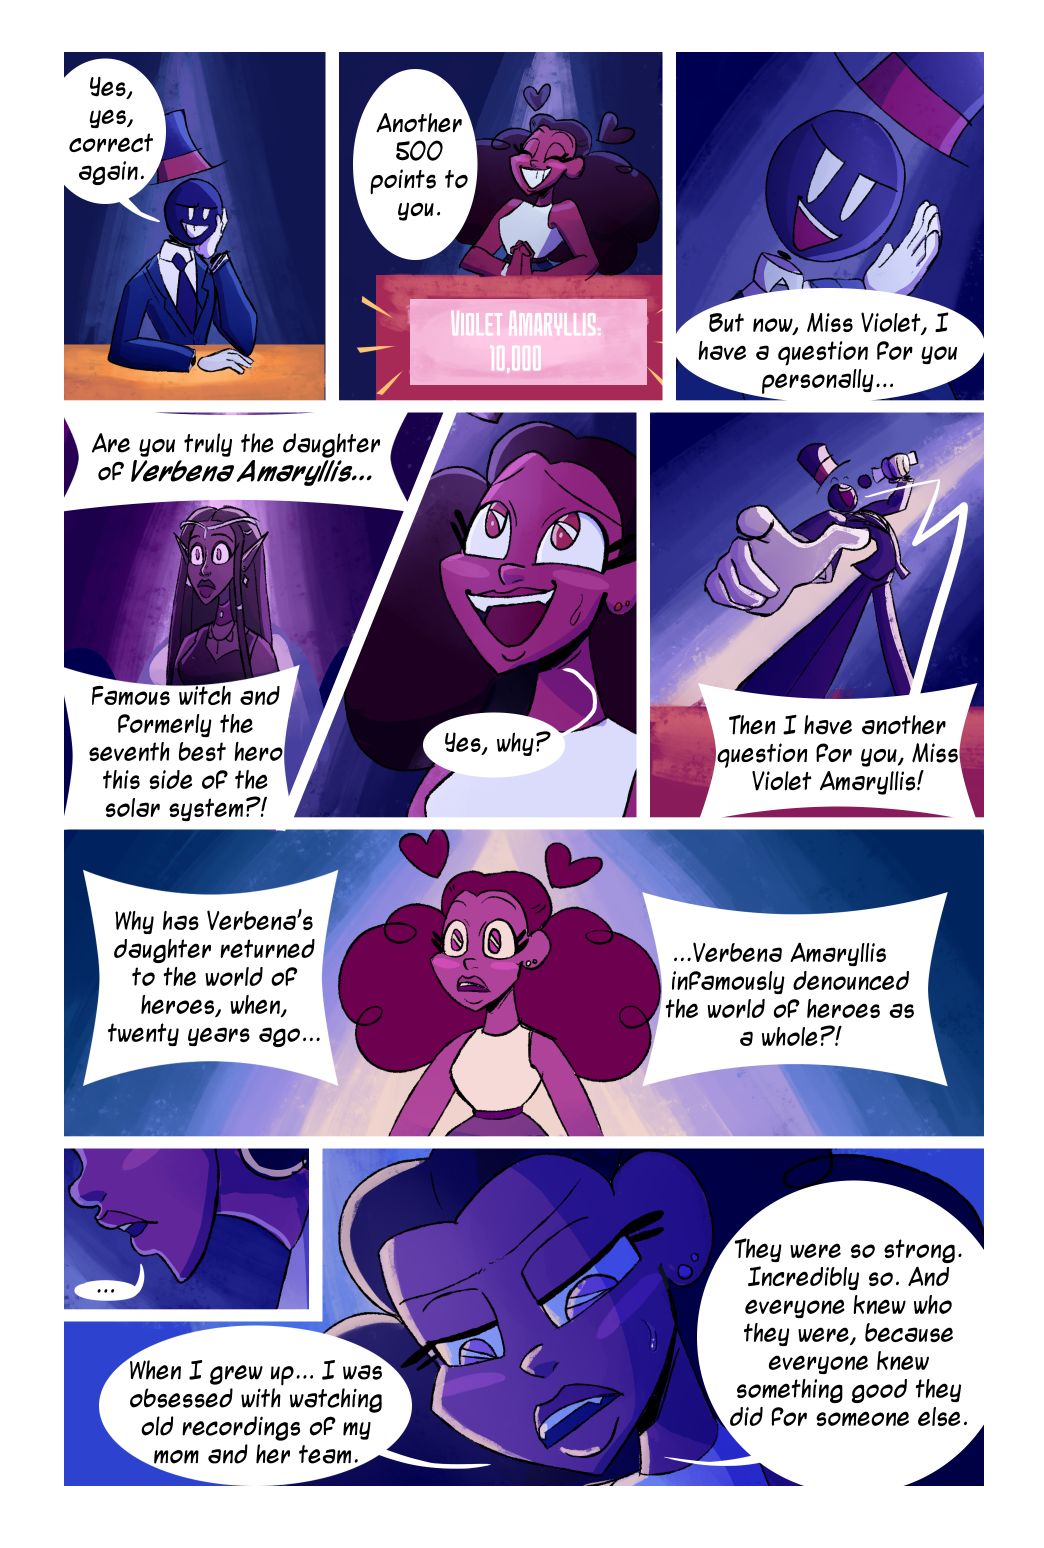 Yes,
yes,
correct
again.
Another
500
points to
you.
Violet Amaryllis:
10,000
But now, Miss Violet, I
have a question for you
personally...
Are you truly the daughter
of Verbena Amaryllis...
Famous witch and
formerly the
seventh best hero
this side of the
solar system?!
Yes, why?
Then I have another
question for you, Miss
Violet Amaryllis!
Why has Verbena's
daughter returned
to the world of
heroes, when,
twenty years ago...
...Verbena Amaryllis
infamously denounced
the world of heroes as
a whole?!
...
When I grew up... I was
obsessed with watching
old recordings of my
mom and her team.
They were so strong.
Incredibly so. And
everyone knew who
they were, because
everyone knew
something good they
did for someone else.